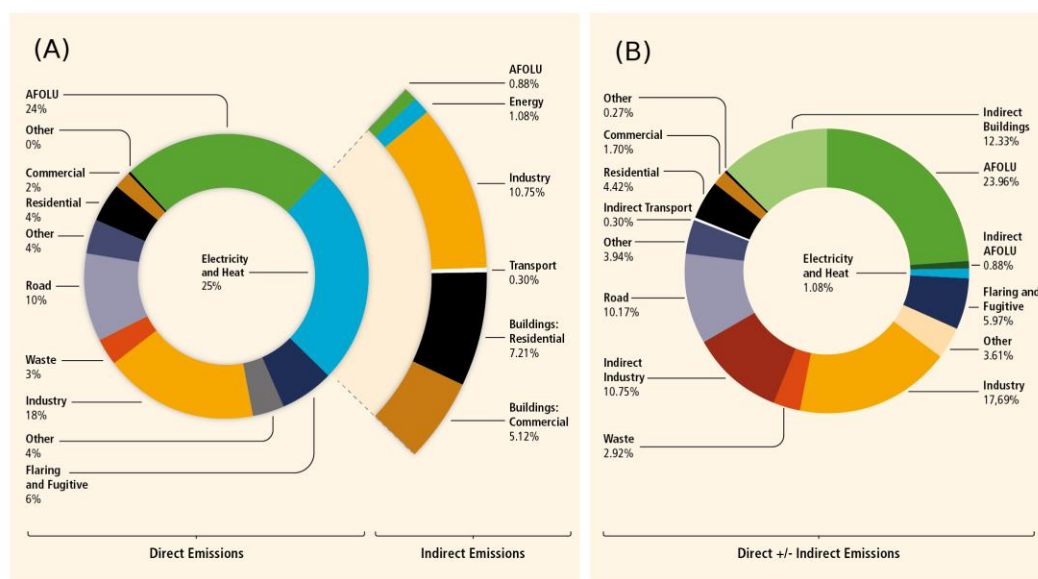 (A)
AFOLU
24%
Other
0%
Commercial
2%
Residential
4%
Other
4%
Road
10%
Waste
3%
Industry
18%
Other
4%
Flaring
and Fugitive
6%
Electricity
and Heat
25%
AFOLU
0.88%
Energy
1.08%
Industry
10.75%
Transport
0.30%
Buildings:
Residential
7.21%
Buildings:
Commercial
5.12%
Direct Emissions
Indirect Emissions
(B)
Other
0.27%
Commercial
1.70%
Residential
4.42%
Indirect Transport
0.30%
Other
3.94%
Road
10.17%
Indirect
Industry
10.75%
Waste
2.92%
Electricity
and Heat
1.08%
Indirect
Buildings
12.33%
AFOLU
23.96%
Indirect
AFOLU
0.88%
Flaring and
Fugitive
5.97%
Other
3.61%
Industry
17,69%
Direct +/- Indirect Emissions